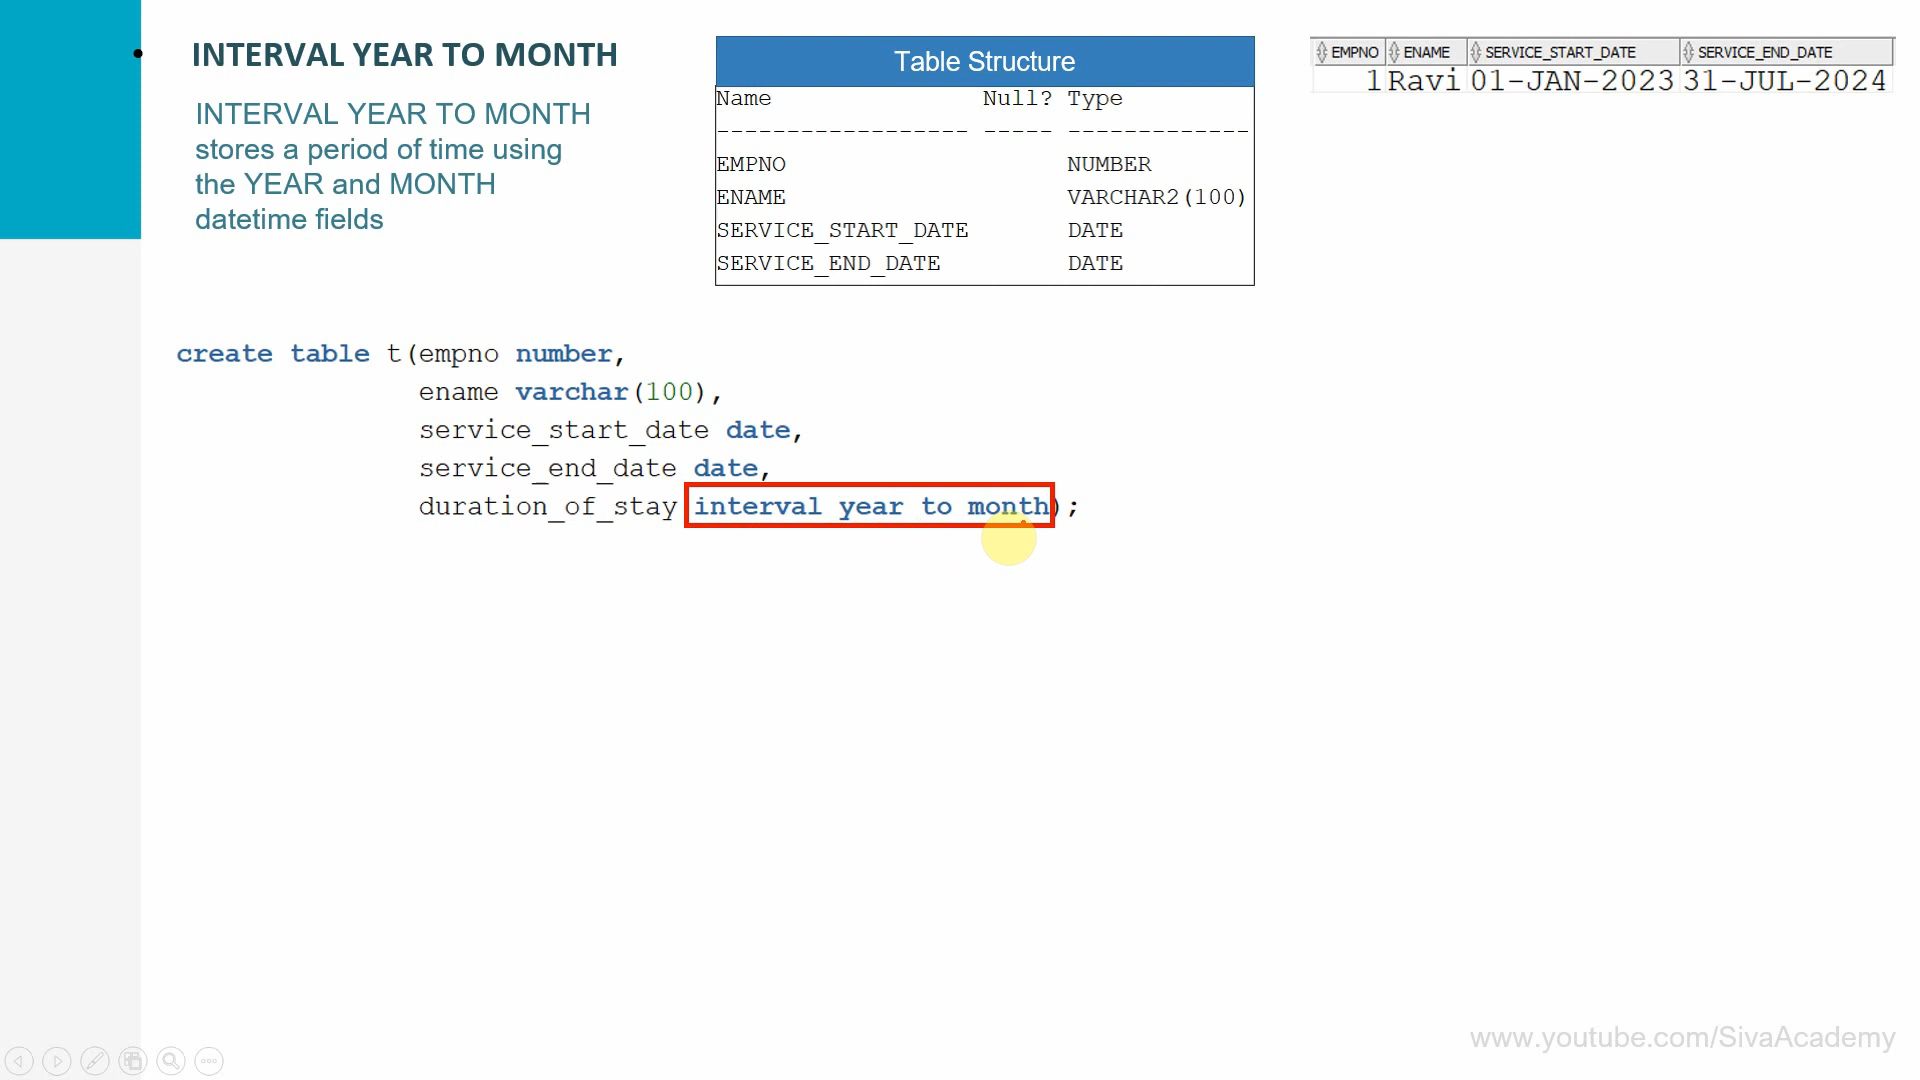 • INTERVAL YEAR TO MONTH
INTERVAL YEAR TO MONTH
stores a period of time using
the YEAR and MONTH
datetime fields
Table Structure
Name Null? Type
------------------ ----- -------------
EMPNO NUMBER
ENAME VARCHAR2(100)
SERVICE_START_DATE DATE
SERVICE_END_DATE DATE
EMPNO ENAME SERVICE_START_DATE SERVICE_END_DATE
1 Ravi 01-JAN-2023 31-JUL-2024
create table t(empno number,
ename varchar(100),
service_start_date date,
service_end_date date,
duration_of_stay interval year to month);
www.youtube.com/SivaAcademy